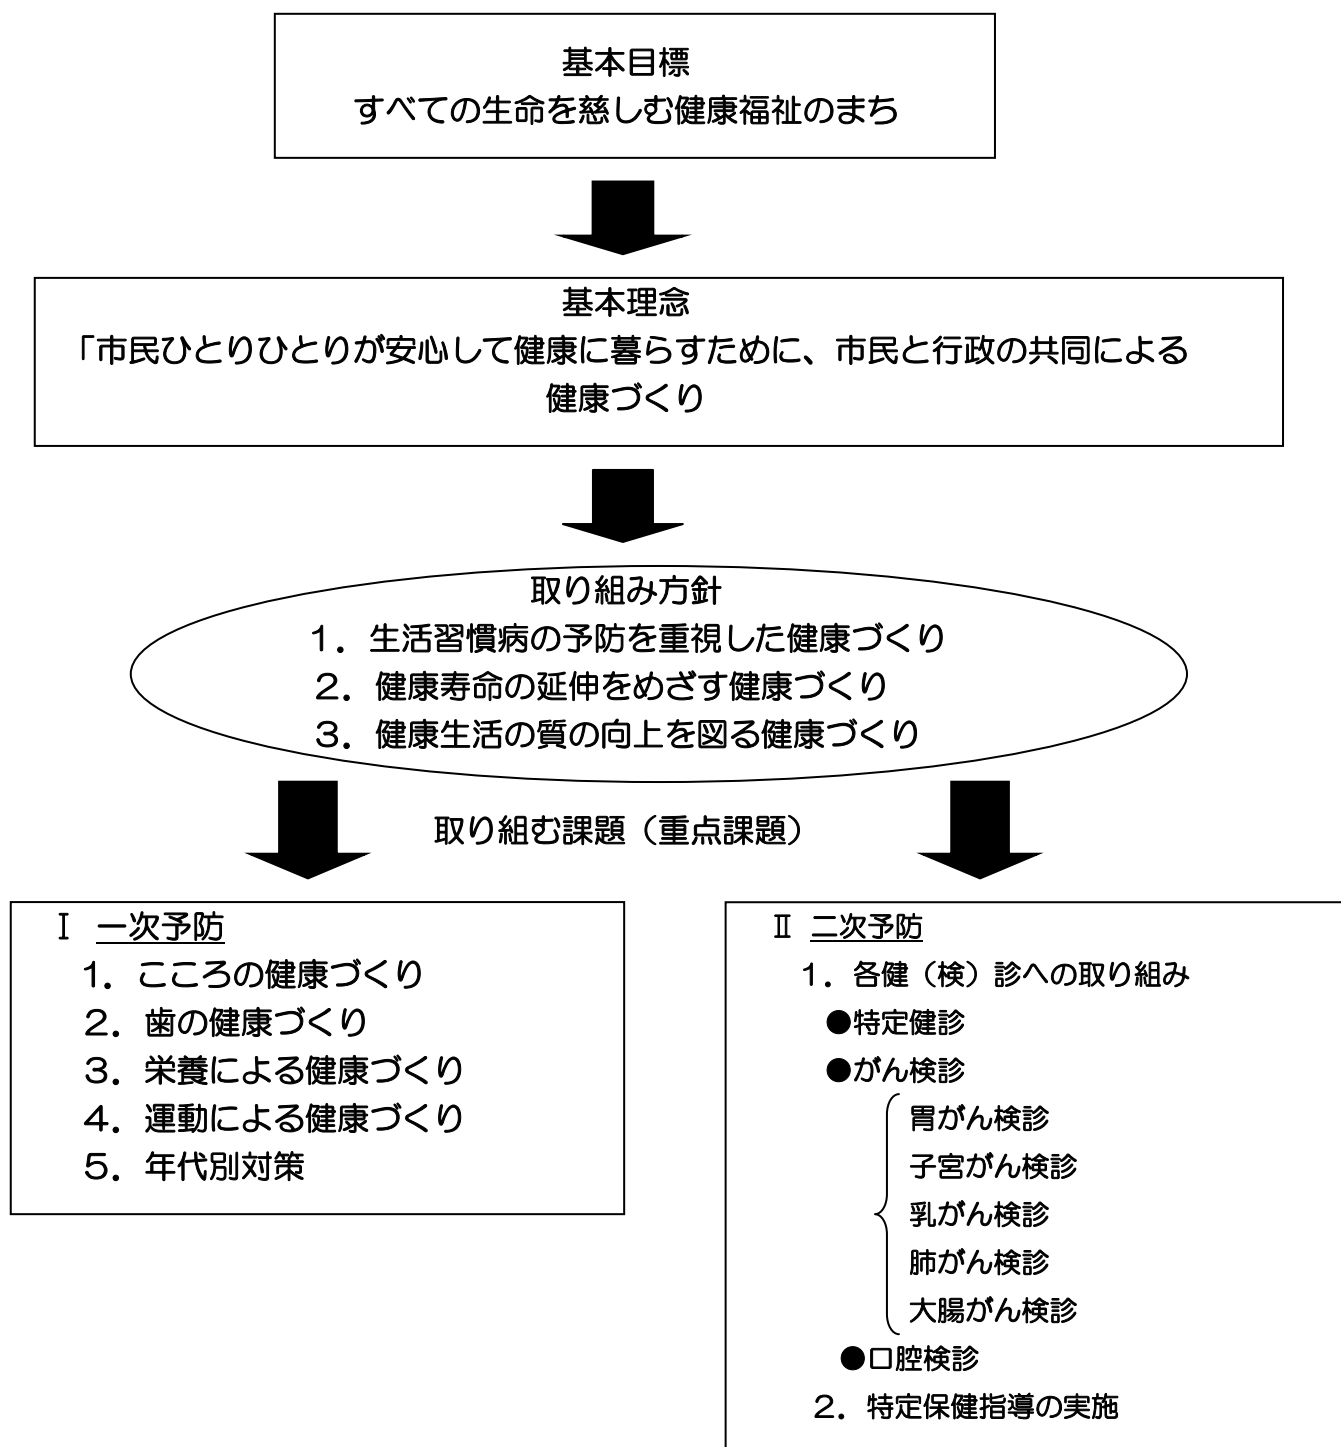 基本目標
すべての生命を慈しむ健康福祉のまち
基本理念
「市民ひとりひとりが安心して健康に暮らすために、市民と行政の共同による
健康づくり
取り組み方針
１．生活習慣病の予防を重視した健康づくり
２．健康寿命の延伸をめざす健康づくり
３．健康生活の質の向上を図る健康づくり
取り組む課題（重点課題）
Ⅰ 一次予防
１．こころの健康づくり
２．歯の健康づくり
３．栄養による健康づくり
４．運動による健康づくり
５．年代別対策
Ⅱ 二次予防
１．各健（検）診への取り組み
●特定健診
●がん検診
胃がん検診
子宮がん検診
乳がん検診
肺がん検診
大腸がん検診
●口腔検診
２．特定保健指導の実施